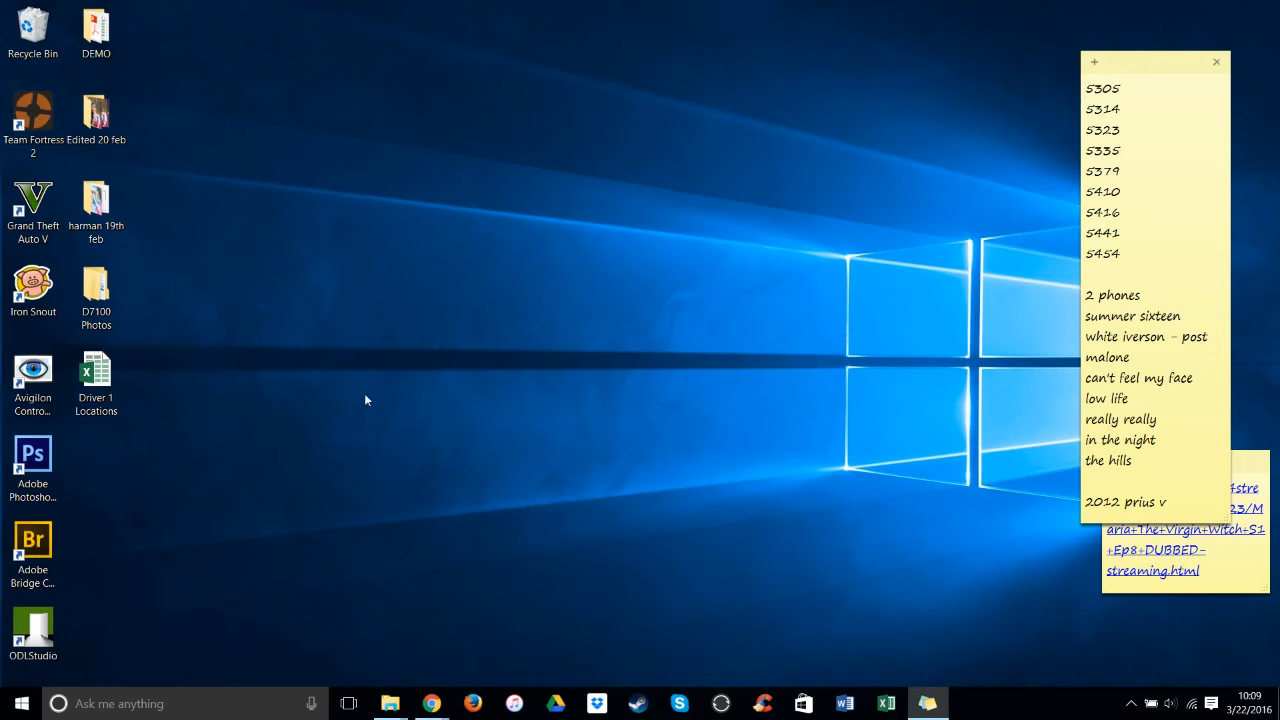 Recycle Bin
DEMO
Team Fortress
2
Edited 20 feb
Grand Theft
Auto V
harman 19th
feb
Iron Snout
D7100
Photos
Avigilon
Contro...
Driver 1
Locations
Ps
Adobe
Photosho...
Br
Adobe
Bridge C...
ODLStudio
5305
5314
5323
5335
5379
5410
5416
5441
5454
2 phones
summer sixteen
white iverson - post
malone
can't feel my face
low life
really really
in the night
the hills
2012 prius v
4stre
23/M
aria+The+Virgin+Witch+S1
+Ep8+DUBBED-
streaming.html
Ask me anything
10:09
3/22/2016